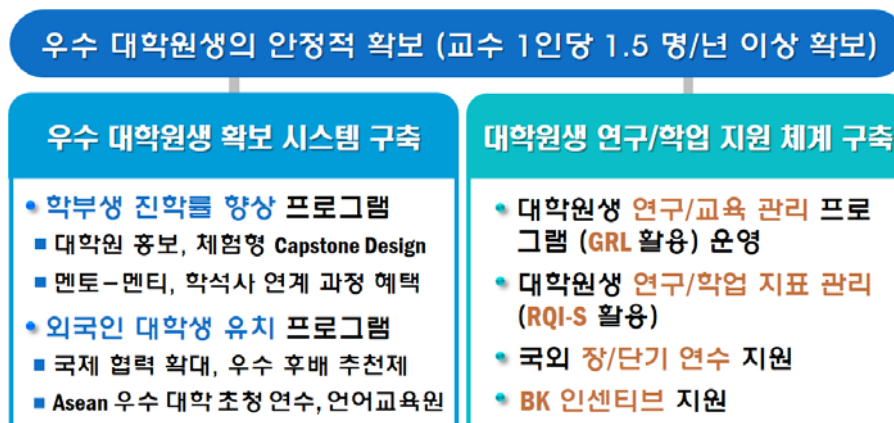 우수 대학원생의 안정적 확보 (교수 1인당 1.5 명/년 이상 확보)
우수 대학원생 확보 시스템 구축
• 학부생 진학률 향상 프로그램
■ 대학원 홍보, 체험형 Capstone Design
■ 멘토-멘티, 학석사 연계 과정 혜택
• 외국인 대학생 유치 프로그램
■ 국제 협력 확대, 우수 후배 추천제
■ Asean 우수 대학 초청 연수, 언어교육원
대학원생 연구/학업 지원 체계 구축
• 대학원생 연구/교육 관리 프로
그램 (GRL 활용) 운영
• 대학원생 연구/학업 지표 관리
(RQI-S 활용)
• 국외 장/단기 연수 지원
• BK 인센티브 지원